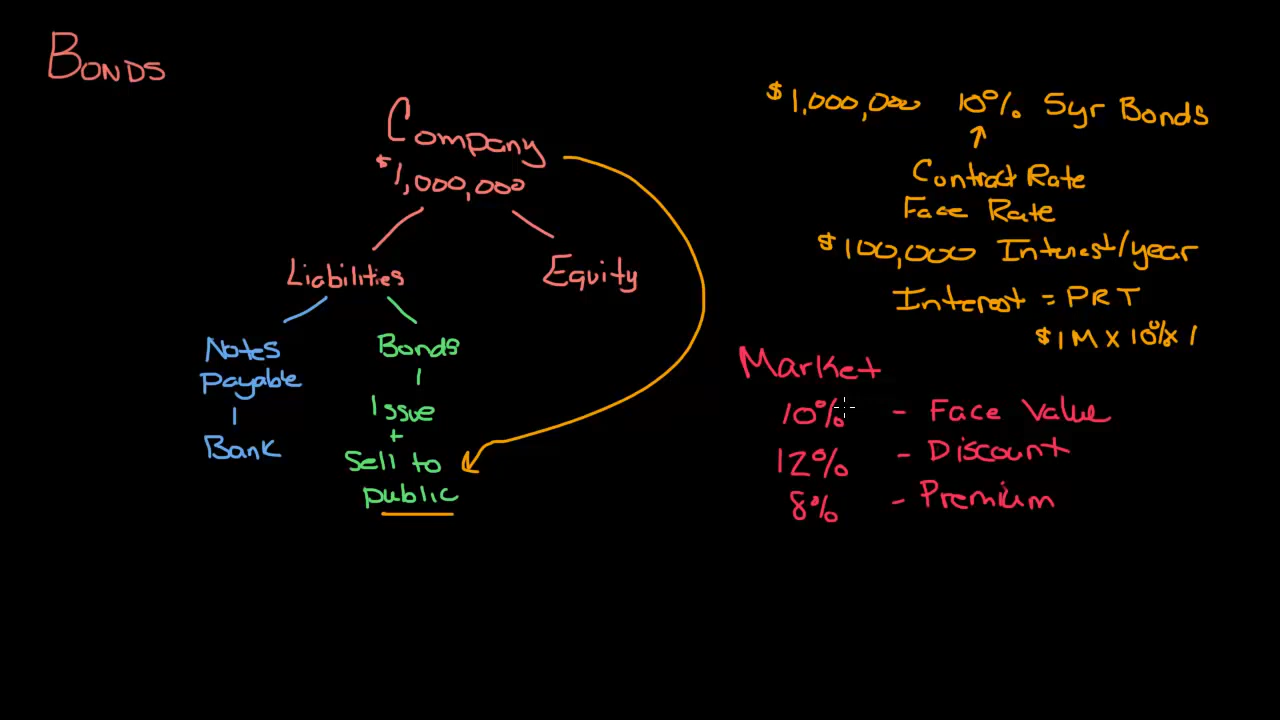 Bonds
Company
$1,000,000
Liabilities
Equity
Notes
Payable
Bank
Bonds
Issue
+
Sell to
public
$1,000,000 10% 5yr Bonds
Contract Rate
Face Rate
$100,000 Interest/year
Interest = PRT
$1M X 10% X 1
Market
10% - Face Value
12% - Discount
8% - Premium